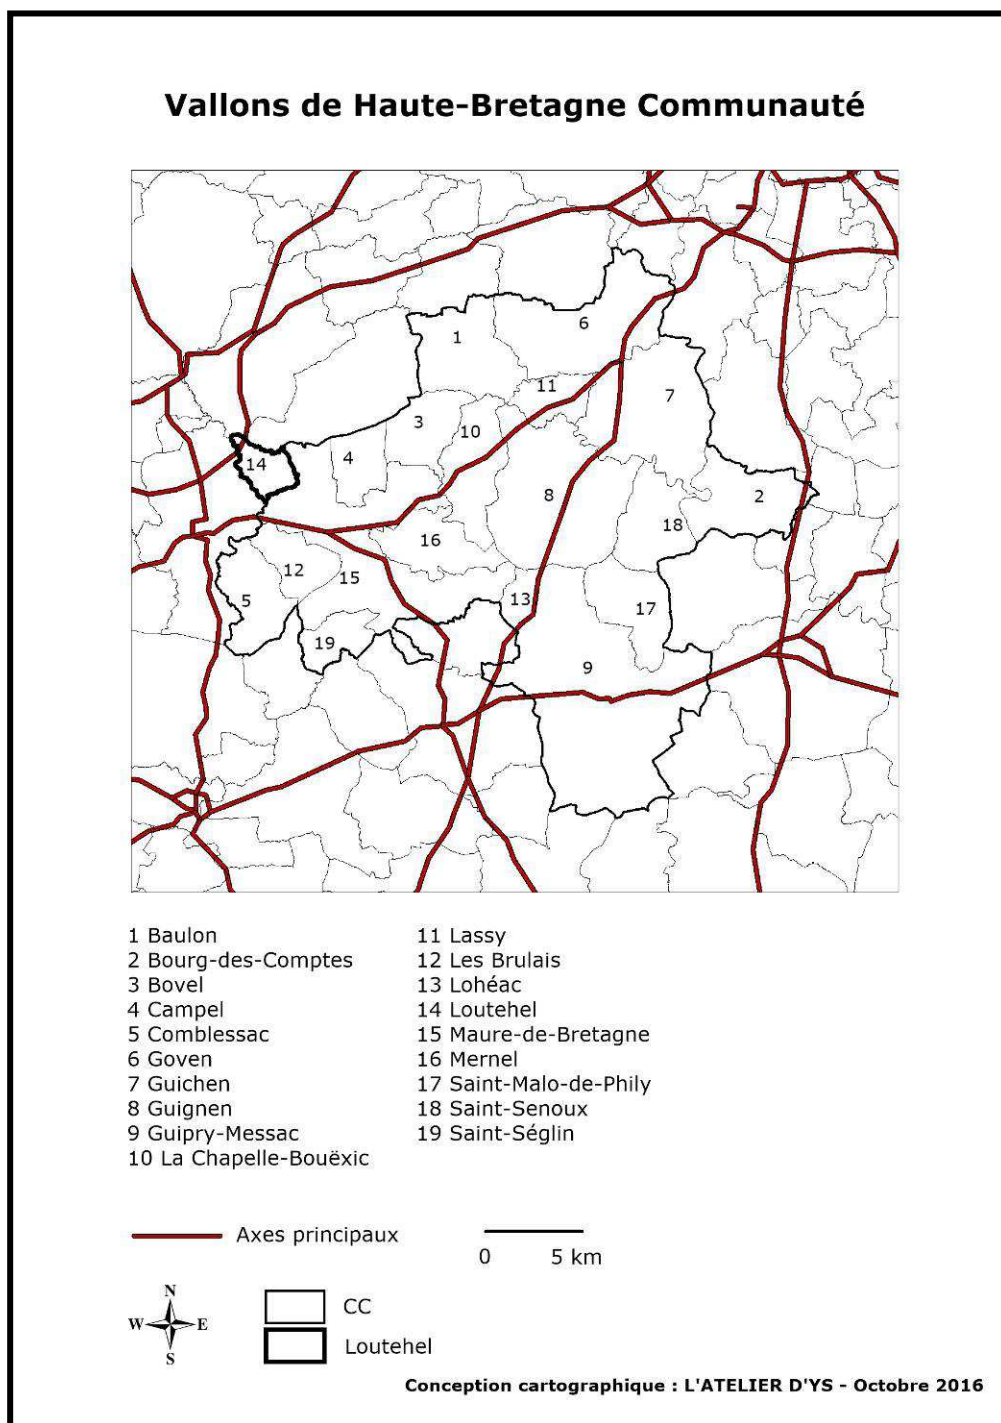 Vallons de Haute-Bretagne Communauté
1
6
11
7
3
10
4
14
8
2
18
16
12
15
5
13
17
19
9
1 Baulon
2 Bourg-des-Comptes
3 Bovel
4 Campel
5 Comblessac
6 Goven
7 Guichen
8 Guignen
9 Guipry-Messac
10 La Chapelle-Bouëxic
11 Lassy
12 Les Brulais
13 Lohéac
14 Loutehel
15 Maure-de-Bretagne
16 Mernel
17 Saint-Malo-de-Phily
18 Saint-Senoux
19 Saint-Séglin
Axes principaux
0 5 km
N
W E
S
CC
Loutehel
Conception cartographique : L'ATELIER D'YS - Octobre 2016